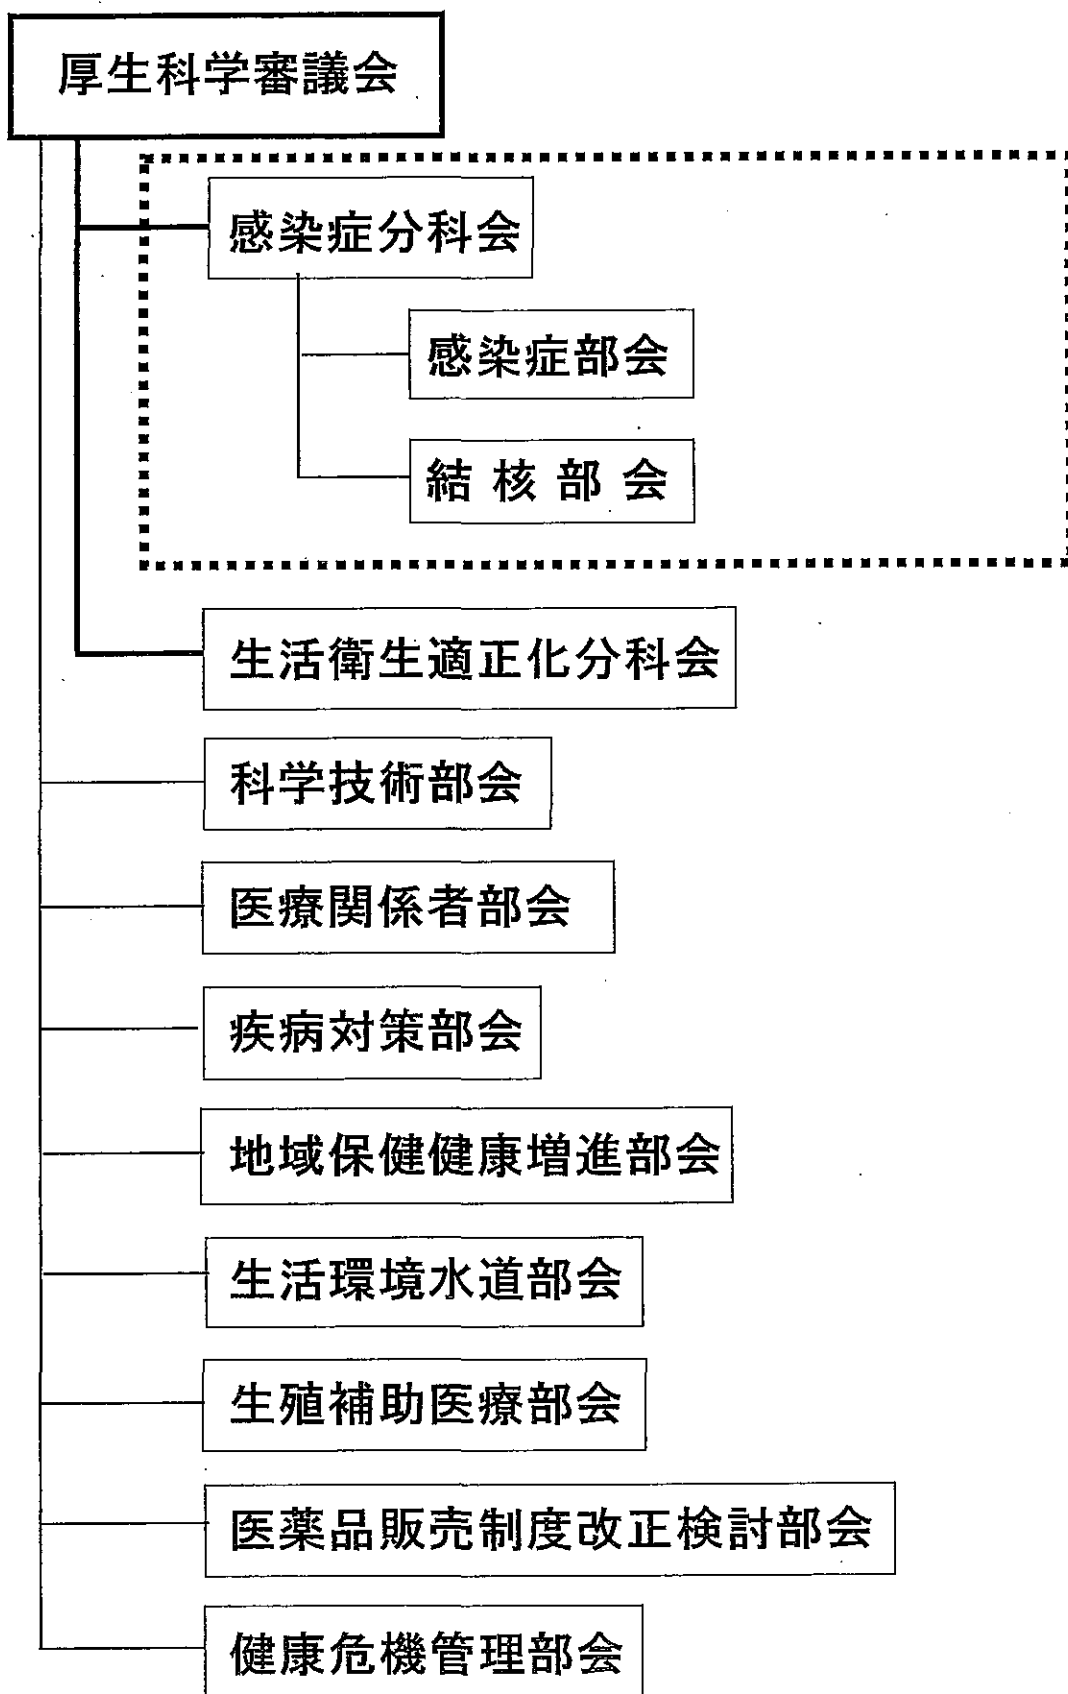 厚生科学審議会
感染症分科会
感染症部会
結核部会
生活衛生適正化分科会
科学技術部会
医療関係者部会
疾病対策部会
地域保健健康増進部会
生活環境水道部会
生殖補助医療部会
医薬品販売制度改正検討部会
健康危機管理部会